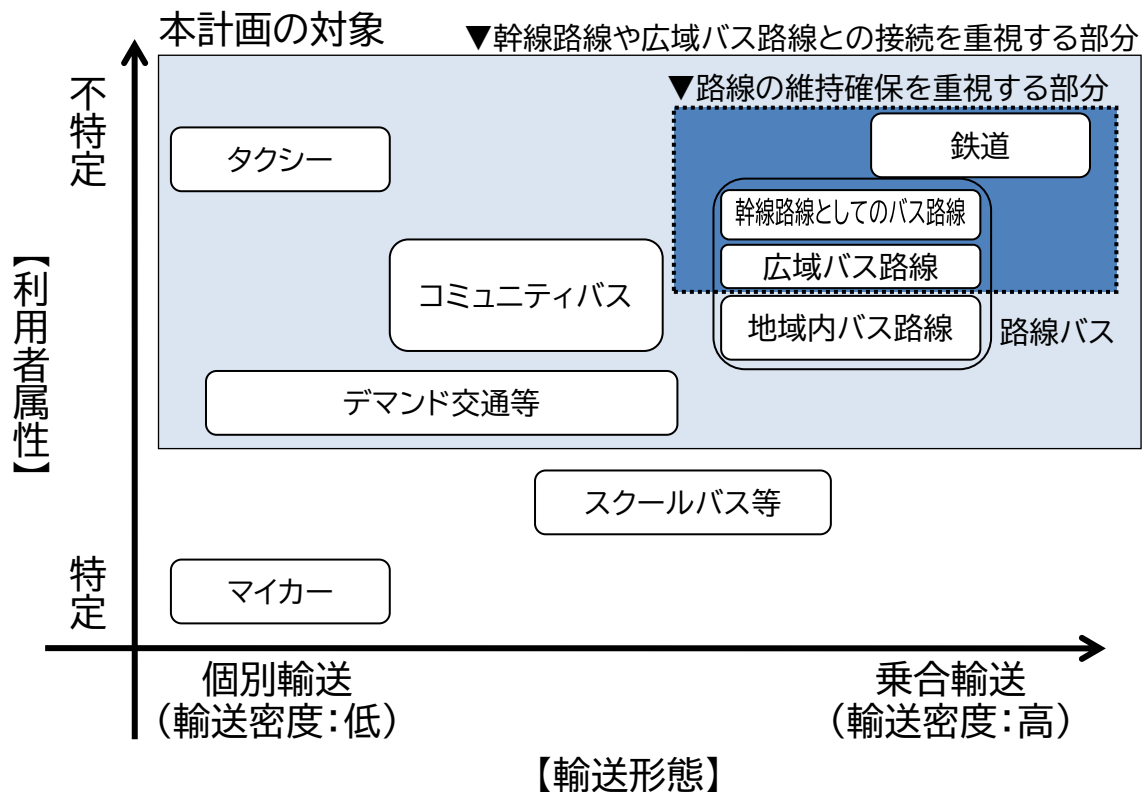 本計画の対象
▼幹線路線や広域バス路線との接続を重視する部分
▼路線の維持確保を重視する部分
不特定
タクシー
鉄道
幹線路線としてのバス路線
広域バス路線
コミュニティバス
地域内バス路線
路線バス
【利用者属性】
デマンド交通等
スクールバス等
特定
マイカー
個別輸送
（輸送密度：低）
乗合輸送
（輸送密度：高）
【輸送形態】